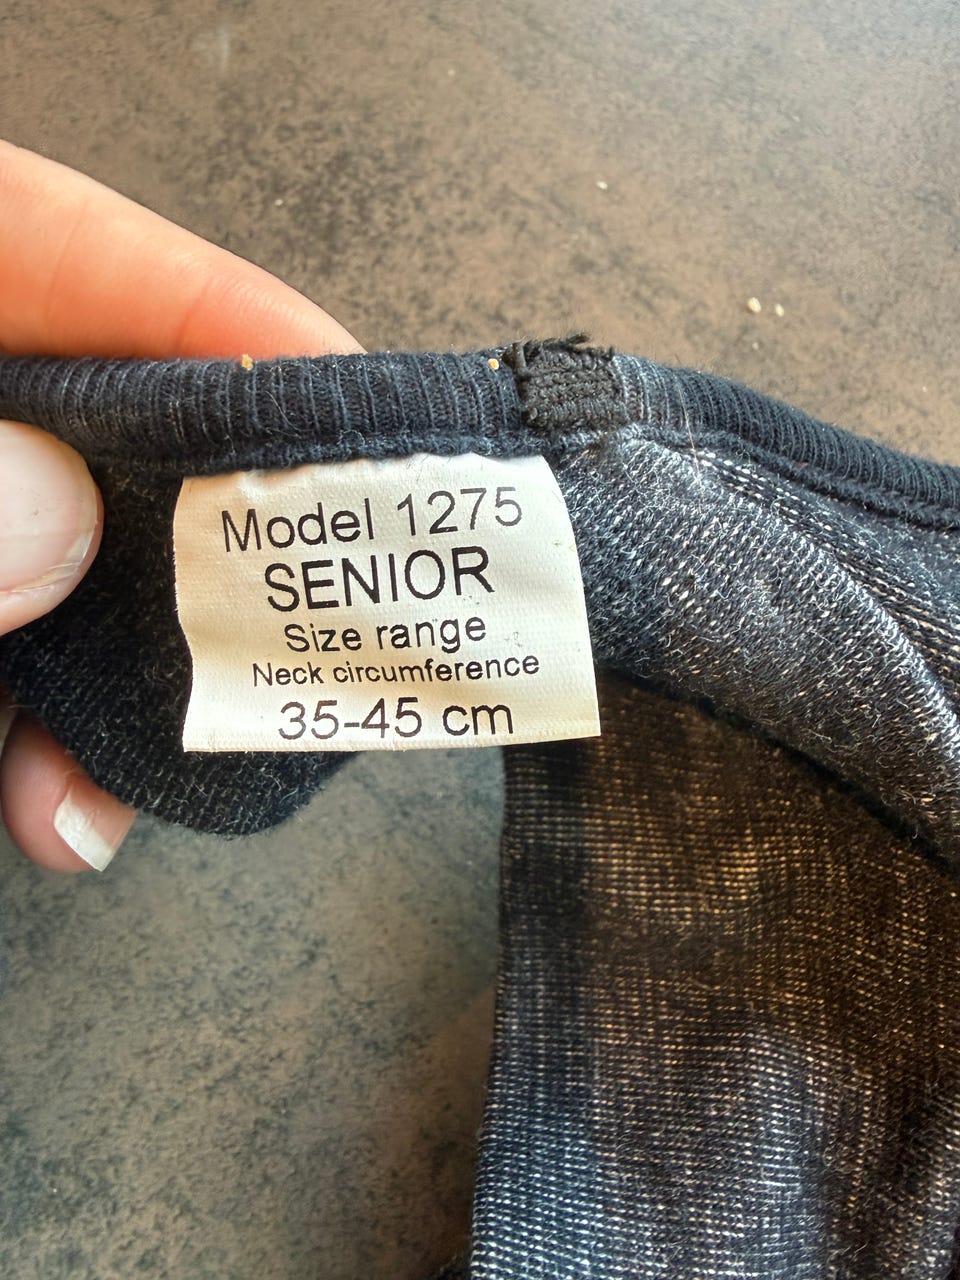 Model 1275
SENIOR
Size range
Neck circumference
35-45 cm